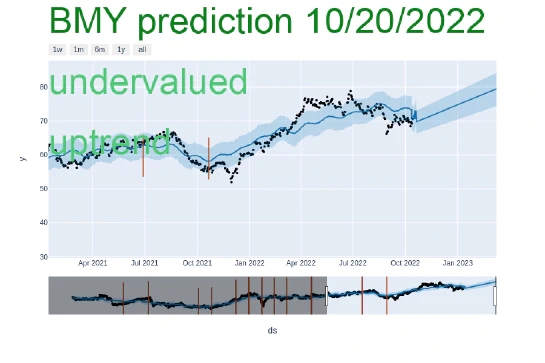 BMY prediction 10/20/2022
1w 1m 6m 1y all
undervalued
80
70
uptrend
60
y
50
40
30
Apr 2021 Jul 2021 Oct 2021 Jan 2022 Apr 2022 Jul 2022 Oct 2022 Jan 2023
ds